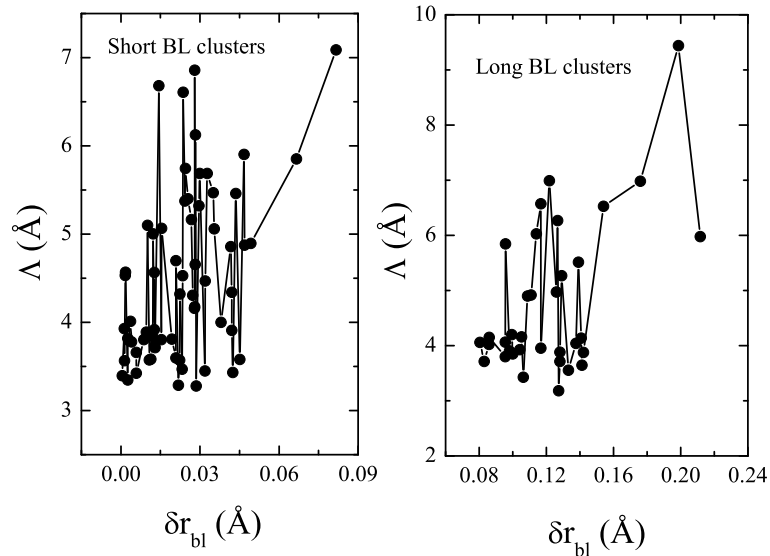 Short BL clusters
7
6
5
4
3
Λ (Å)
0.00 0.03 0.06 0.09
δr_bl (Å)
Long BL clusters
10
8
6
4
2
Λ (Å)
0.08 0.12 0.16 0.20 0.24
δr_bl (Å)